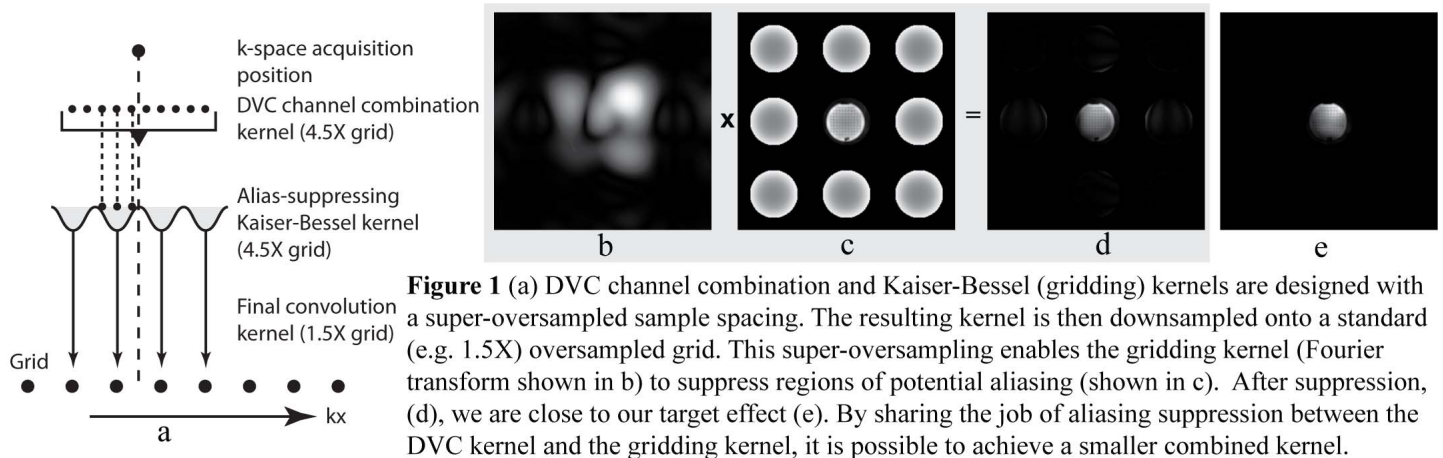 k-space acquisition
position
DVC channel combination
kernel (4.5X grid)
Alias-suppressing
Kaiser-Bessel kernel
(4.5X grid)
Final convolution
kernel (1.5X grid)
Grid
kx
a
x
=
b
c
d
e
Figure 1 (a) DVC channel combination and Kaiser-Bessel (gridding) kernels are designed with
a super-oversampled sample spacing. The resulting kernel is then downsampled onto a standard
(e.g. 1.5X) oversampled grid. This super-oversampling enables the gridding kernel (Fourier
transform shown in b) to suppress regions of potential aliasing (shown in c). After suppression,
(d), we are close to our target effect (e). By sharing the job of aliasing suppression between the
DVC kernel and the gridding kernel, it is possible to achieve a smaller combined kernel.